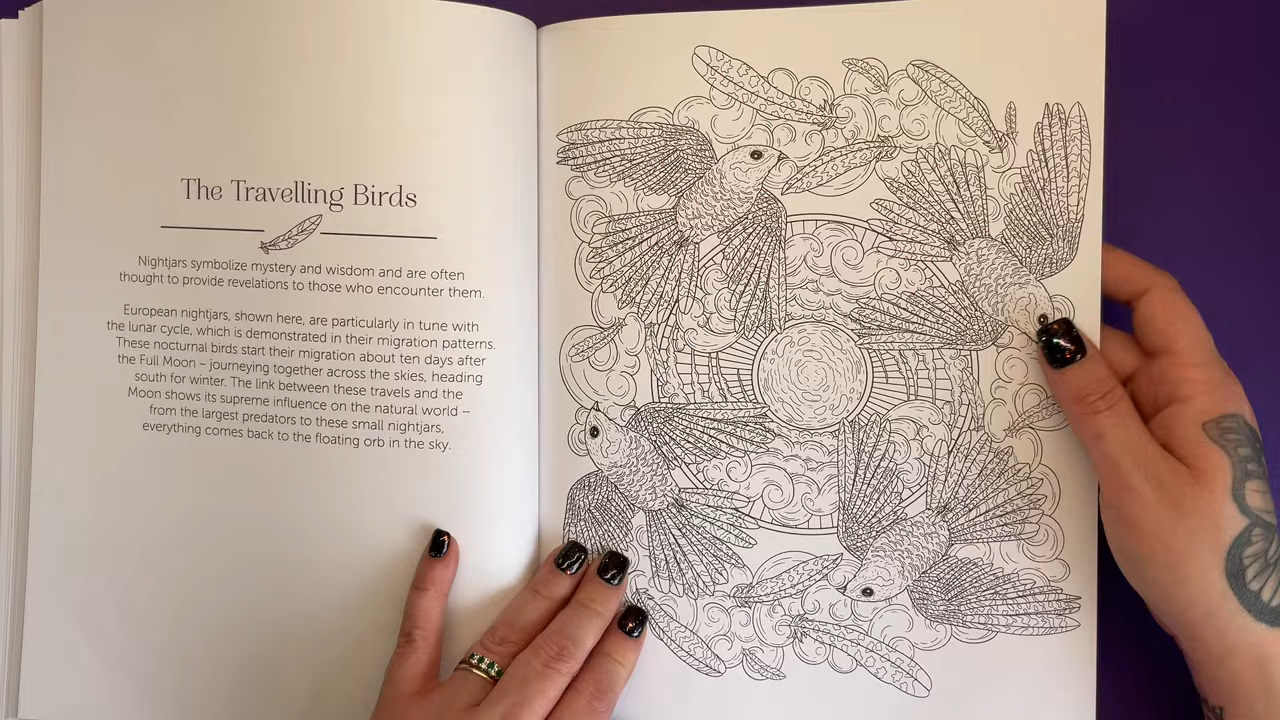 The Travelling Birds
Nightjars symbolize mystery and wisdom and are often
thought to provide revelations to those who encounter them.
European nightjars, shown here, are particularly in tune with
the lunar cycle, which is demonstrated in their migration patterns.
These nocturnal birds start their migration about ten days after
the Full Moon – journeying together across the skies, heading
south for winter. The link between these travels and the
Moon shows its supreme influence on the natural world –
from the largest predators to these small nightjars,
everything comes back to the floating orb in the sky.